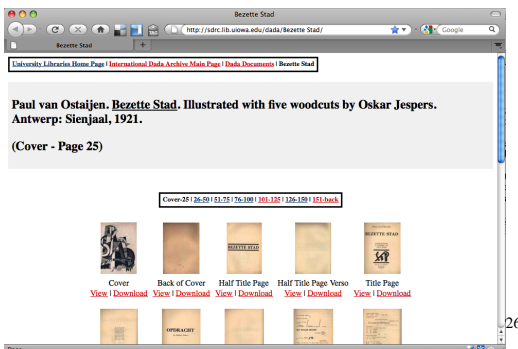 Bezette Stad
http://sdrc.lib.uiowa.edu/dada/Bezette Stad/
Google
Bezette Stad
University Libraries Home Page | International Dada Archive Main Page | Dada Documents | Bezette Stad
Paul van Ostaijen. Bezette Stad. Illustrated with five woodcuts by Oskar Jespers.
Antwerp: Sienjaal, 1921.
(Cover - Page 25)
Cover-25 | 26-50 | 51-75 | 76-100 | 101-125 | 126-150 | 151-back
BEZETTE STAD
BEZETTE STAD
Cover
Back of Cover
Half Title Page
Half Title Page Verso
Title Page
View | Download
View | Download
View | Download
View | Download
View | Download
OPDRACHT
26